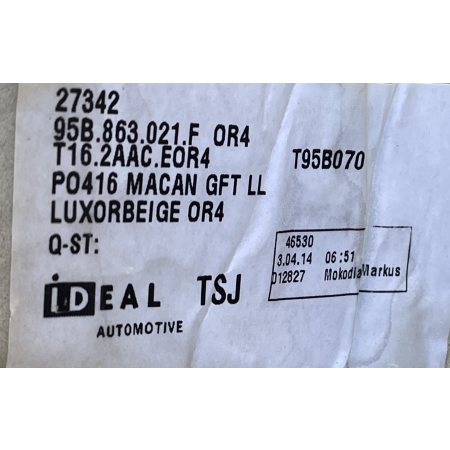 27342
95B.863.021.F OR4
T16.2AAC.EOR4 T95B070
PO416 MACAN GFT LL
LUXORBEIGE OR4
Q-ST:
46530
3.04.14 06:51
012827 Markus
IDEAL TSJ
AUTOMOTIVE